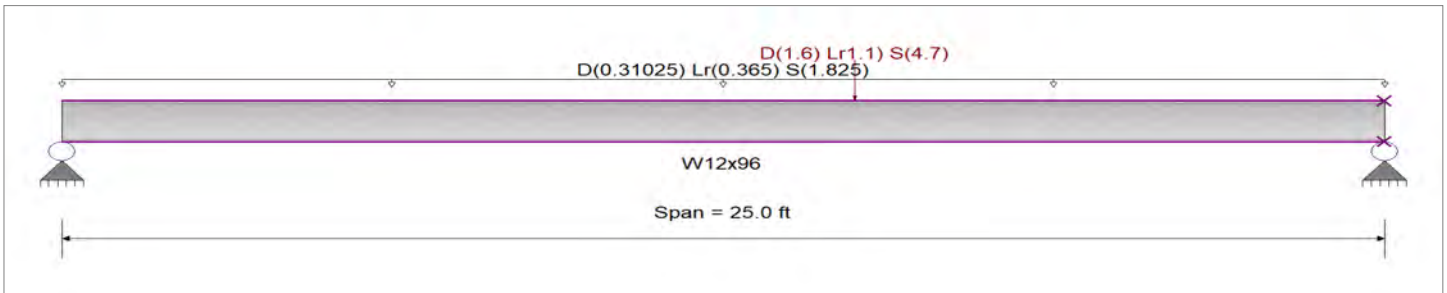 D(1.6) Lr1.1) S(4.7)
D(0.31025) Lr(0.365) S(1.825)
W12x96
Span = 25.0 ft